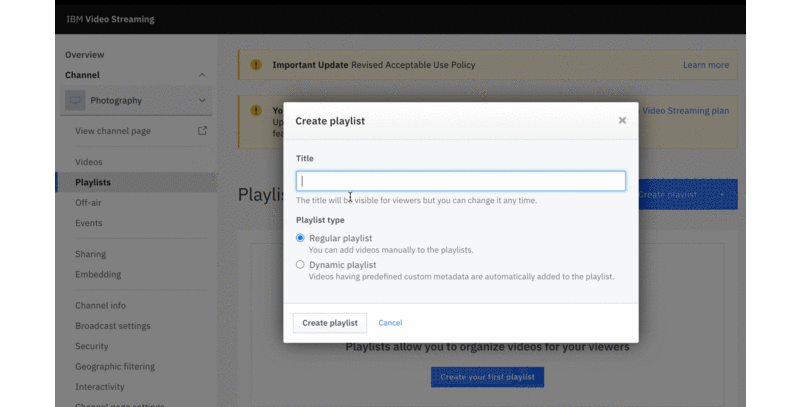 IBM Video Streaming
Overview
Channel
Photography
View channel page
Videos
Playlists
Off-air
Events
Sharing
Embedding
Channel info
Broadcast settings
Security
Geographic filtering
Interactivity
Channel page settings
Important Update Revised Acceptable Use Policy
Learn more
Video Streaming plan
Create playlist
Create playlist
Title
The title will be visible for viewers but you can change it any time.
Playlist type
Regular playlist
You can add videos manually to the playlists.
Dynamic playlist
Videos having predefined custom metadata are automatically added to the playlist.
Create playlist
Cancel
Playlists allow you to organize videos for your viewers
Create your first playlist